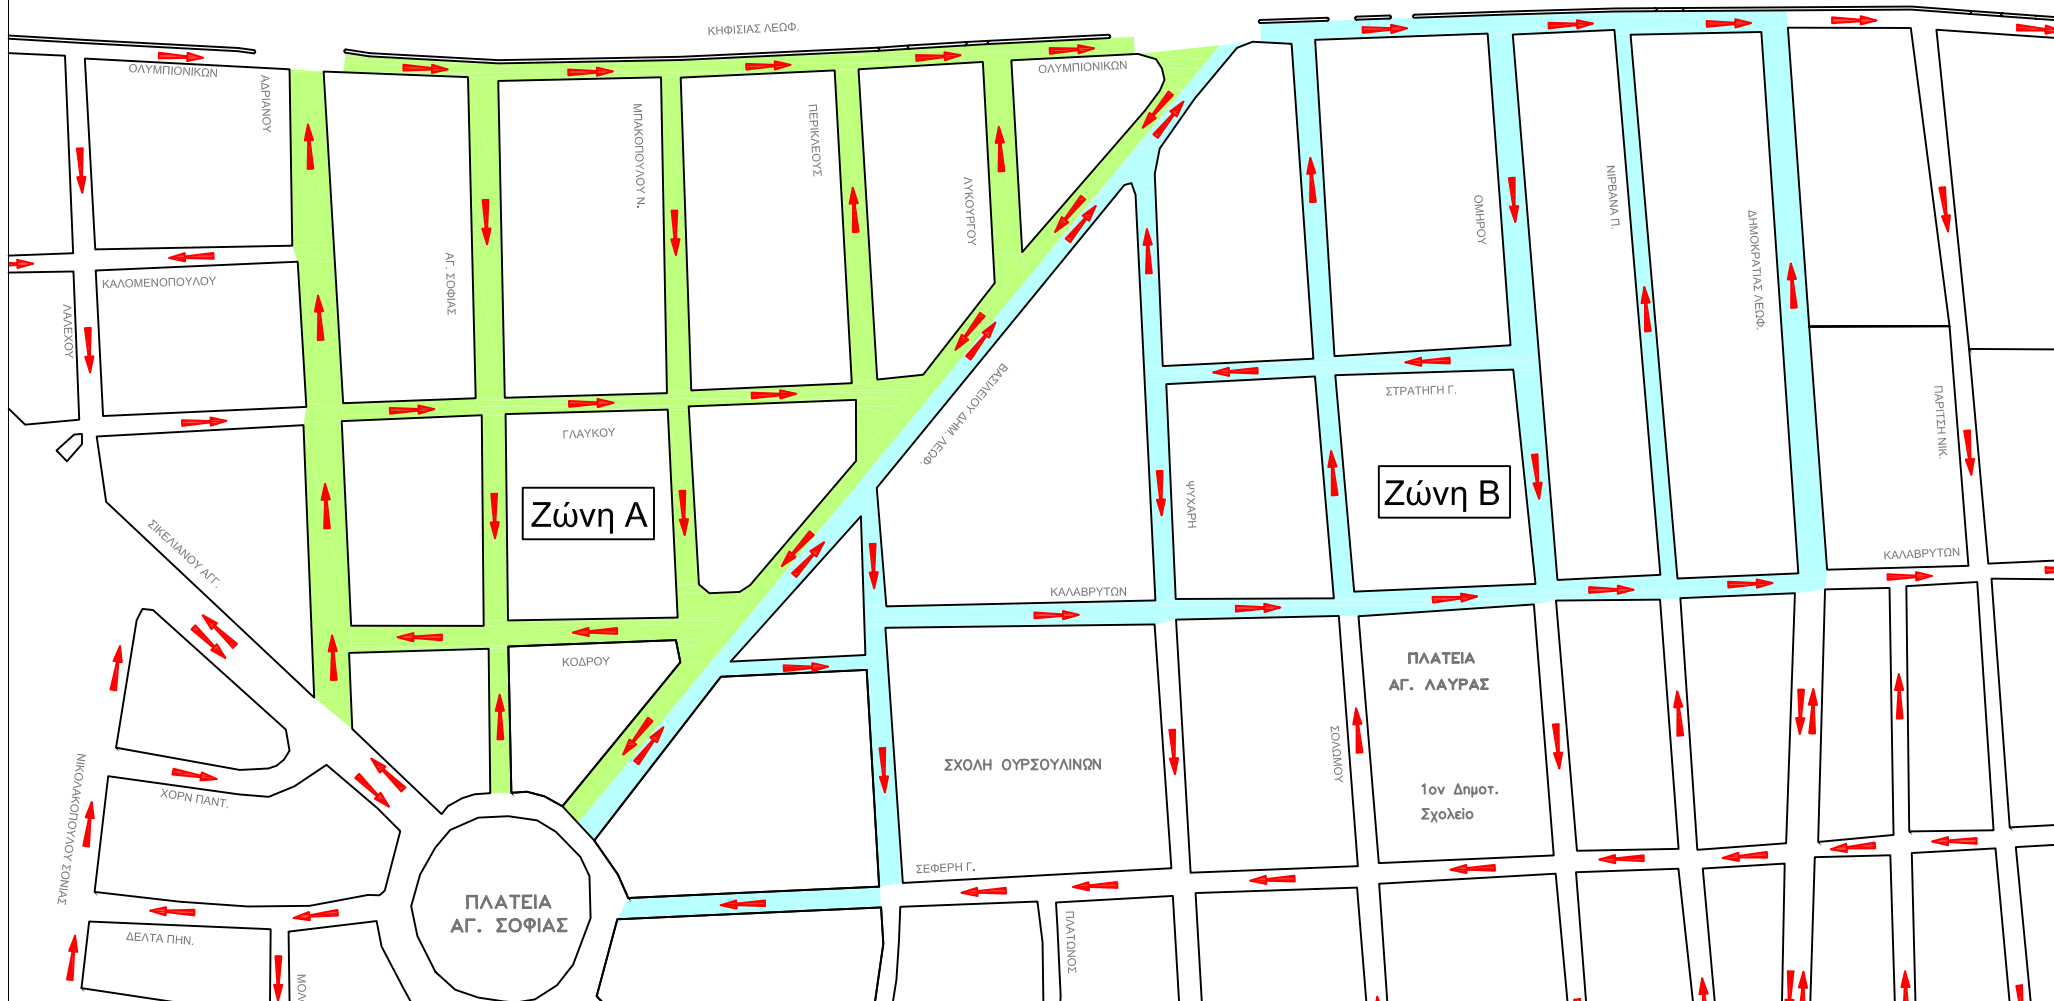 ΚΗΦΙΣΙΑΣ ΛΕΩΦ.
ΟΛΥΜΠΙΟΝΙΚΩΝ
ΑΔΡΙΑΝΟΥ
ΜΠΑΚΟΠΟΥΛΟΥ Ν.
ΠΕΡΙΚΛΕΟΥΣ
ΟΛΥΜΠΙΟΝΙΚΩΝ
ΛΥΚΟΥΡΓΟΥ
ΟΜΗΡΟΥ
ΝΙΡΒΑΝΑ Π.
ΔΗΜΟΚΡΑΤΙΑΣ ΛΕΩΦ.
ΚΑΛΟΜΕΝΟΠΟΥΛΟΥ
ΑΓ. ΣΟΦΙΑΣ
ΛΑΛΕΧΟΥ
ΒΑΣΙΛΕΙΟΥ ΔΗΜ. ΛΕΩΦ.
ΣΤΡΑΤΗΓΗ Γ.
ΠΑΡΙΤΣΗ ΝΙΚ.
ΓΛΑΥΚΟΥ
Ζώνη Α
Ζώνη Β
ΨΥΧΑΡΗ
ΣΙΚΕΛΙΑΝΟΥ ΑΓΓ.
ΚΑΛΑΒΡΥΤΩΝ
ΚΑΛΑΒΡΥΤΩΝ
ΚΟΔΡΟΥ
ΠΛΑΤΕΙΑ
ΑΓ. ΛΑΥΡΑΣ
ΣΟΛΩΜΟΥ
ΣΧΟΛΗ ΟΥΡΣΟΥΛΙΝΩΝ
1ον Δημοτ.
Σχολείο
ΝΙΚΟΛΑΚΟΠΟΥΛΟΥ ΣΟΝΙΑΣ
ΧΟΡΝ ΠΑΝΤ.
ΣΕΦΕΡΗ Γ.
ΠΛΑΤΕΙΑ
ΑΓ. ΣΟΦΙΑΣ
ΔΕΛΤΑ ΠΗΝ.
ΠΛΑΤΩΝΟΣ